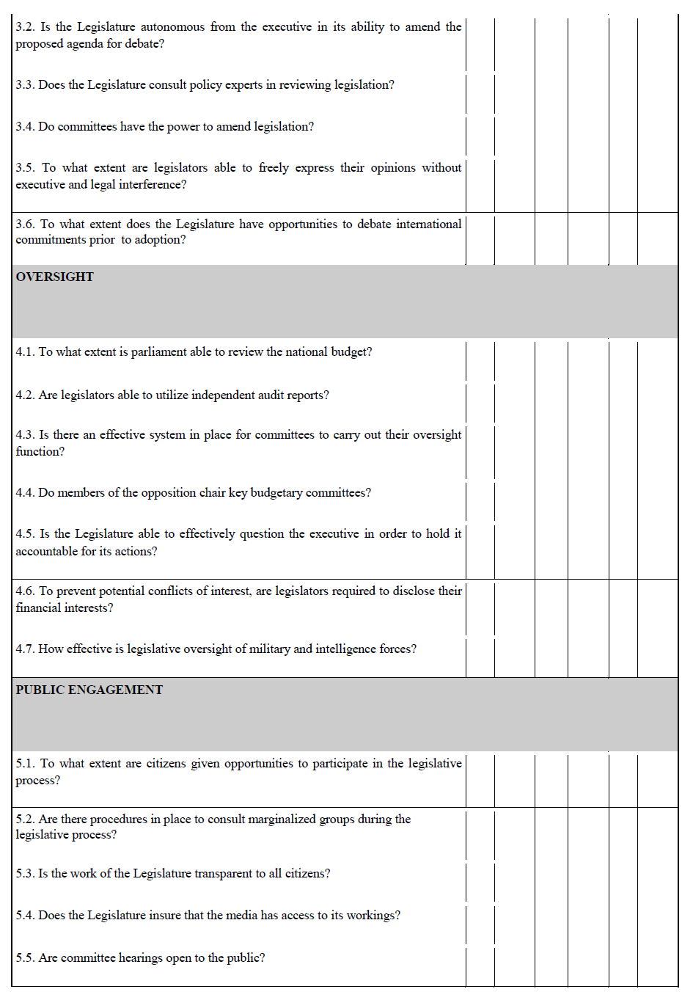 3.2. Is the Legislature autonomous from the executive in its ability to amend the
proposed agenda for debate?
3.3. Does the Legislature consult policy experts in reviewing legislation?
3.4. Do committees have the power to amend legislation?
3.5. To what extent are legislators able to freely express their opinions without
executive and legal interference?
3.6. To what extent does the Legislature have opportunities to debate international
commitments prior to adoption?
OVERSIGHT
4.1. To what extent is parliament able to review the national budget?
4.2. Are legislators able to utilize independent audit reports?
4.3. Is there an effective system in place for committees to carry out their oversight
function?
4.4. Do members of the opposition chair key budgetary committees?
4.5. Is the Legislature able to effectively question the executive in order to hold it
accountable for its actions?
4.6. To prevent potential conflicts of interest, are legislators required to disclose their
financial interests?
4.7. How effective is legislative oversight of military and intelligence forces?
PUBLIC ENGAGEMENT
5.1. To what extent are citizens given opportunities to participate in the legislative
process?
5.2. Are there procedures in place to consult marginalized groups during the
legislative process?
5.3. Is the work of the Legislature transparent to all citizens?
5.4. Does the Legislature insure that the media has access to its workings?
5.5. Are committee hearings open to the public?